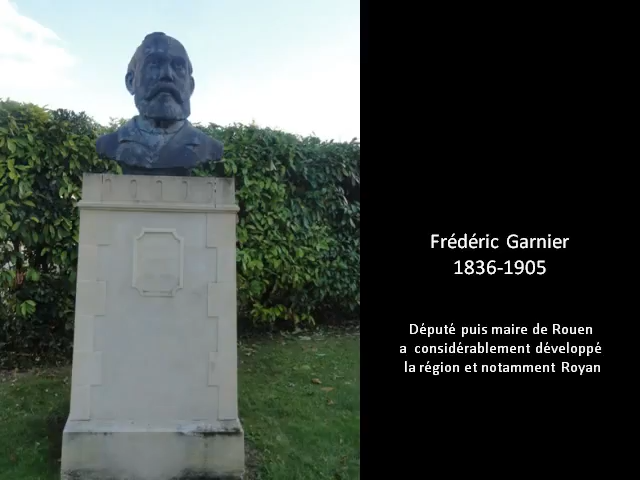 Frédéric Garnier
1836-1905
Député puis maire de Rouen
a considérablement développé
la région et notamment Royan